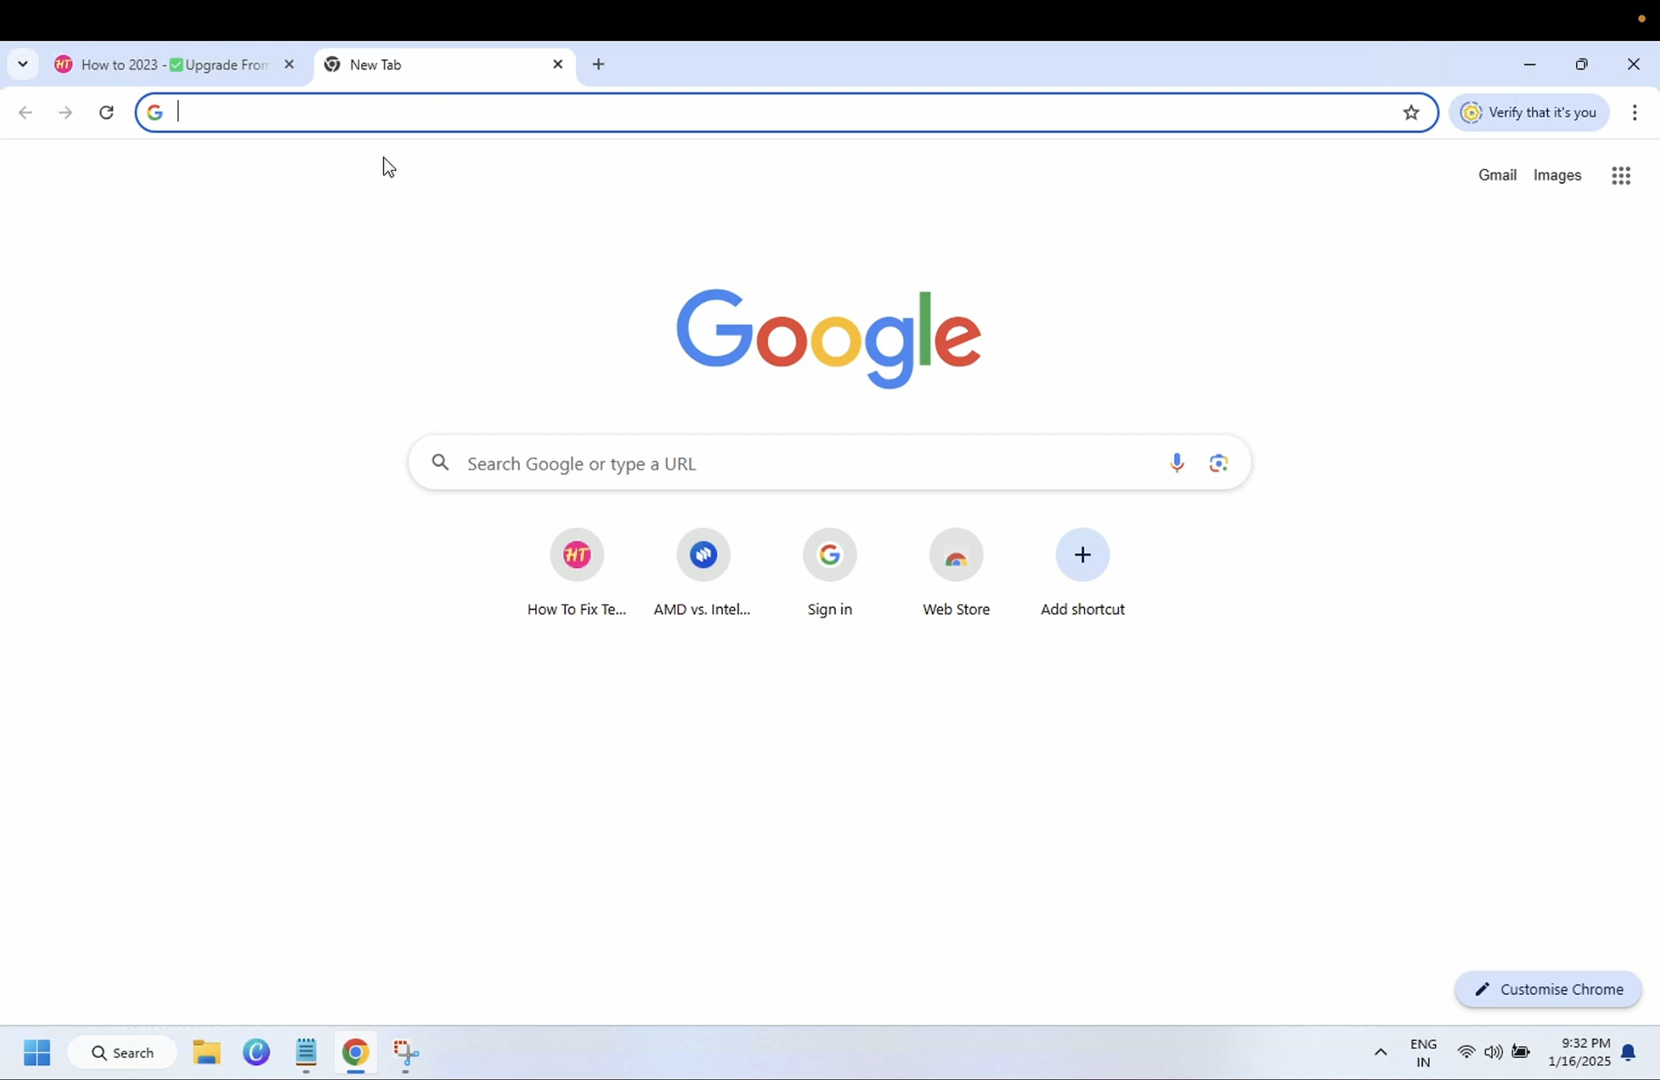 How to 2023 - ✅Upgrade From
New Tab
Verify that it's you
Gmail
Images
Google
Search Google or type a URL
HT
How To Fix Te...
AMD vs. Intel...
Sign in
Web Store
Add shortcut
Customise Chrome
Search
ENG
IN
9:32 PM
1/16/2025